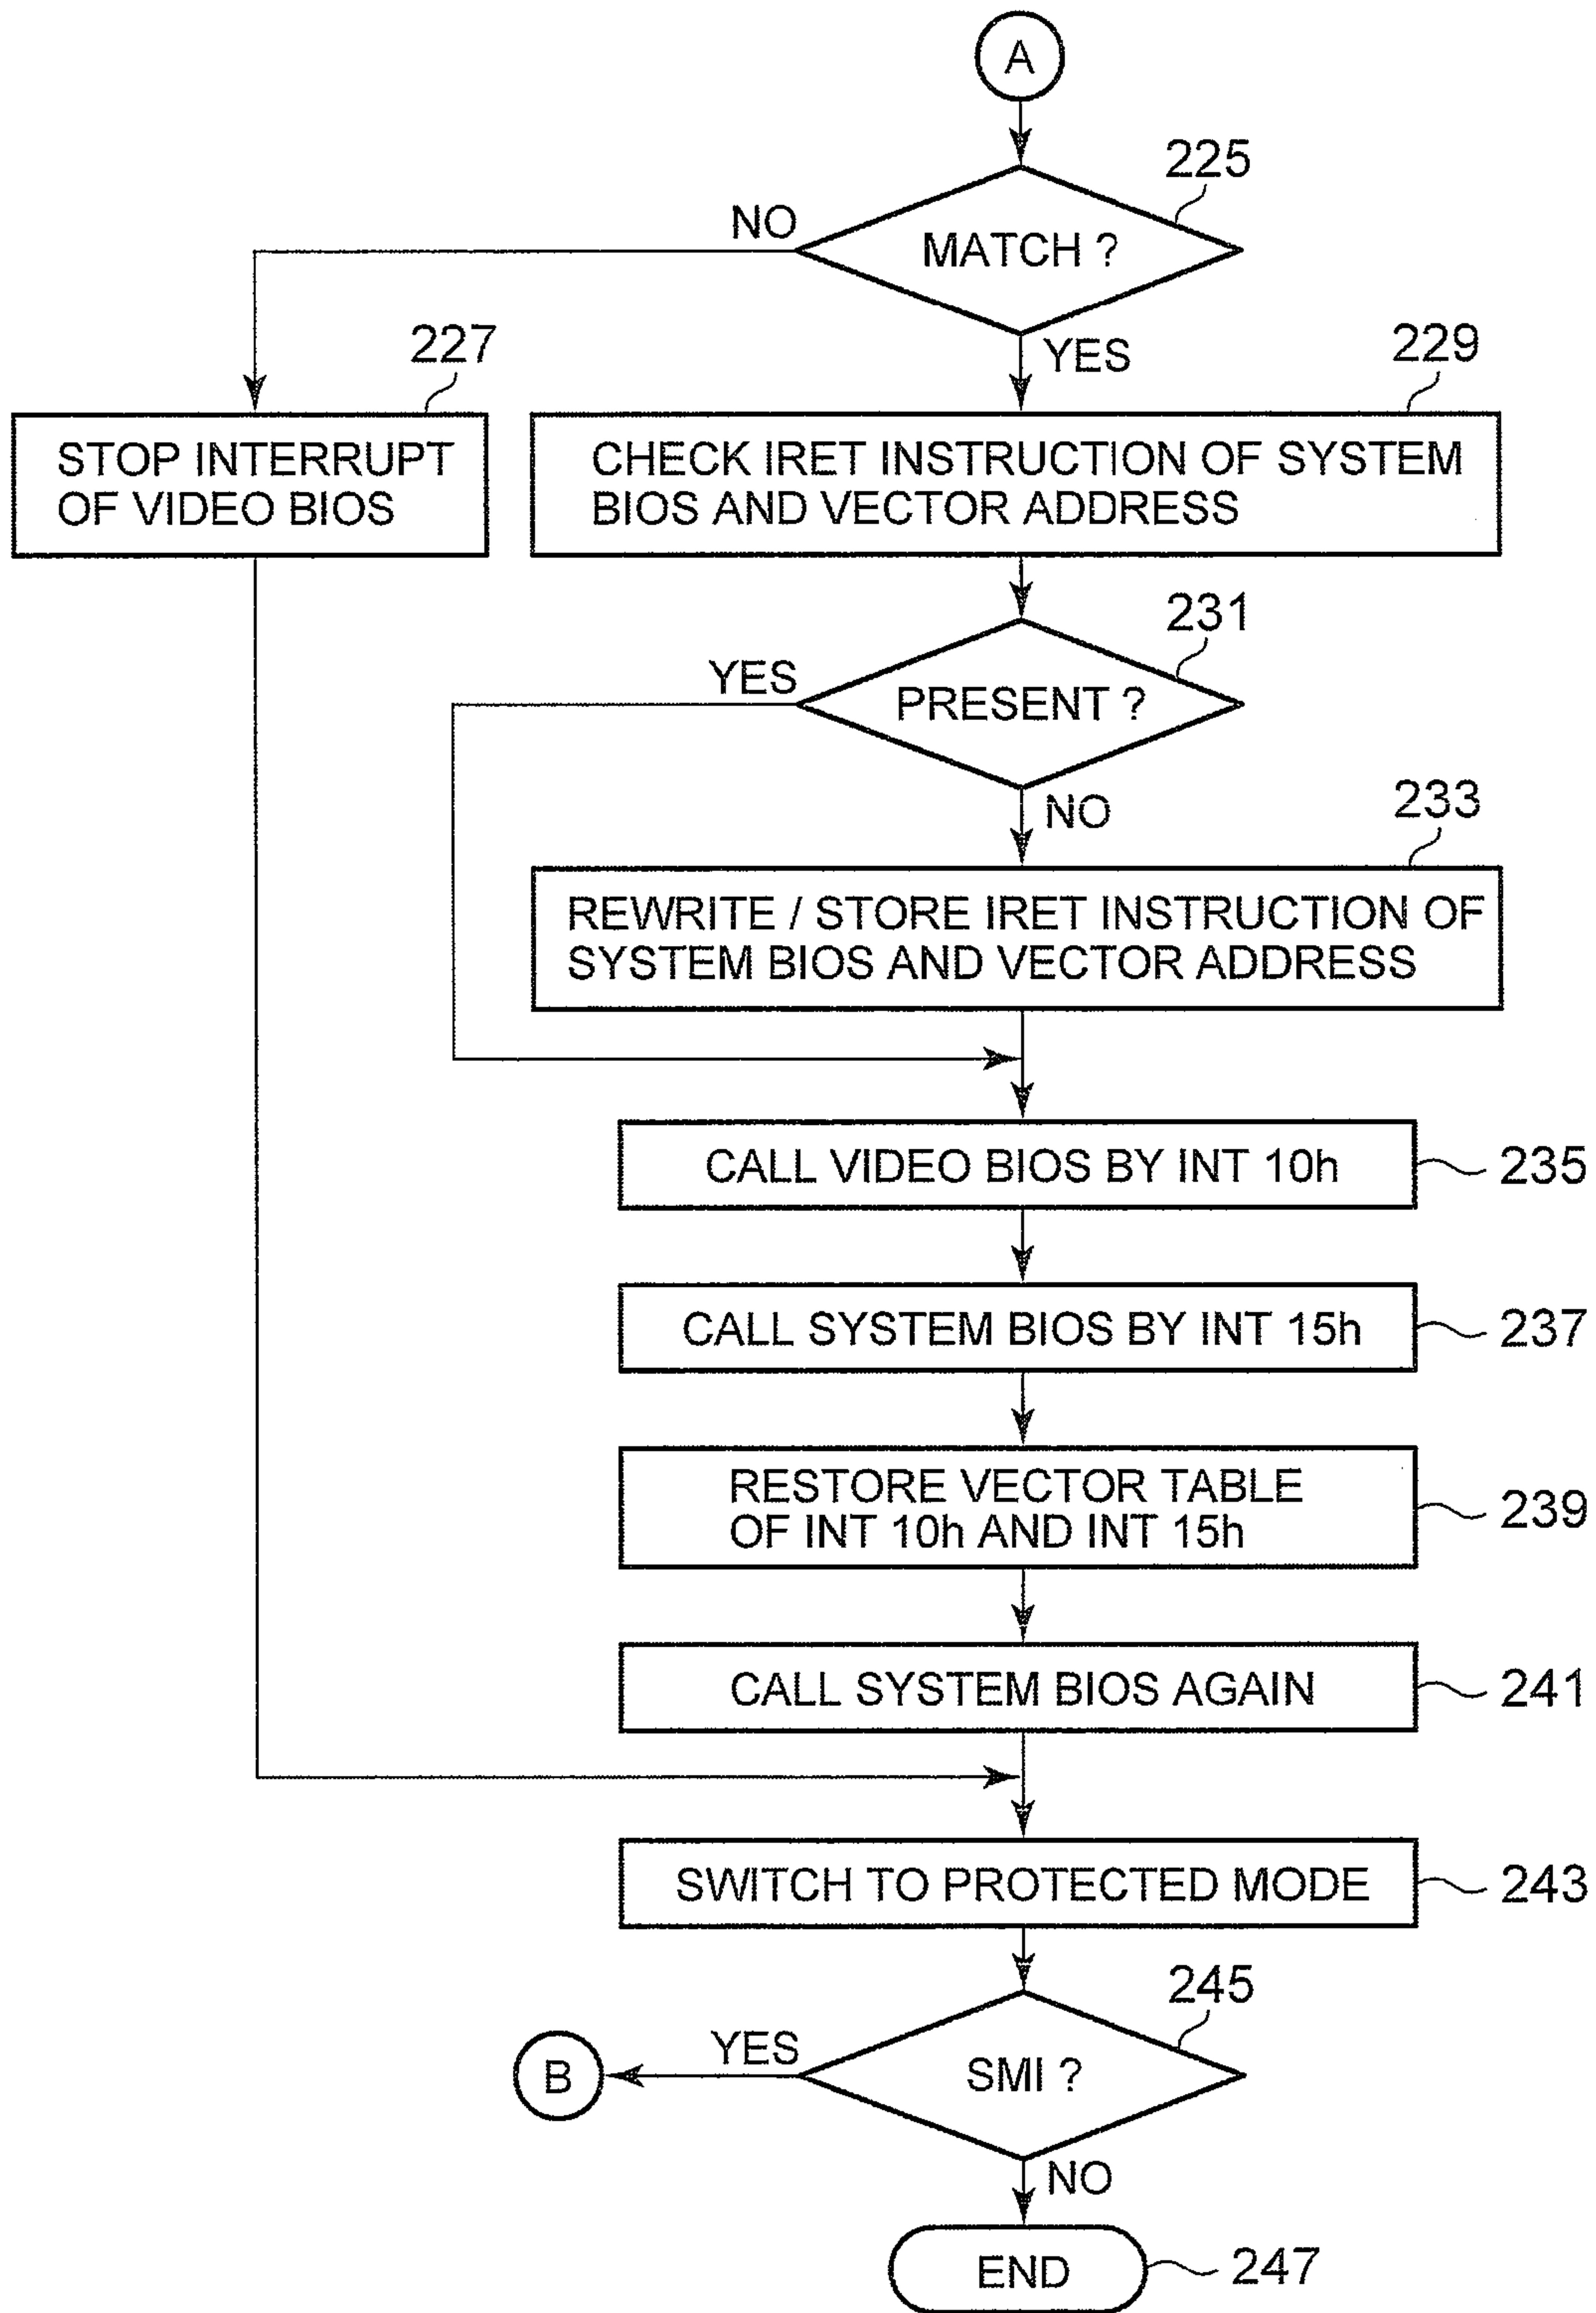 A
225
MATCH ?
NO
YES
227
229
STOP INTERRUPT
OF VIDEO BIOS
CHECK IRET INSTRUCTION OF SYSTEM
BIOS AND VECTOR ADDRESS
231
YES
PRESENT ?
NO
233
REWRITE / STORE IRET INSTRUCTION OF
SYSTEM BIOS AND VECTOR ADDRESS
CALL VIDEO BIOS BY INT 10h
235
CALL SYSTEM BIOS BY INT 15h
237
RESTORE VECTOR TABLE
OF INT 10h AND INT 15h
239
CALL SYSTEM BIOS AGAIN
241
SWITCH TO PROTECTED MODE
243
245
YES
B
SMI ?
NO
END
247